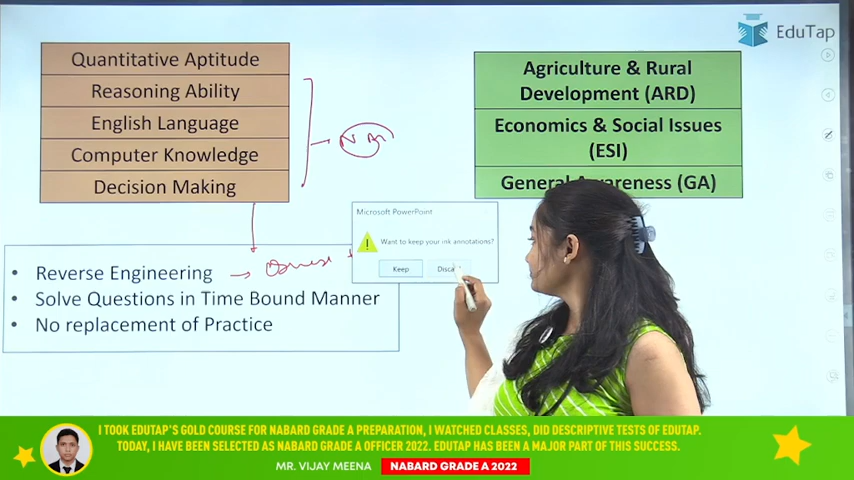 EduTap
Quantitative Aptitude
Reasoning Ability
English Language
Computer Knowledge
Decision Making
Agriculture & Rural
Development (ARD)
Economics & Social Issues
(ESI)
General Awareness (GA)
Microsoft PowerPoint
Want to keep your ink annotations?
Keep
• Reverse Engineering
• Solve Questions in Time Bound Manner
• No replacement of Practice
I TOOK EDUTAP'S GOLD COURSE FOR NABARD GRADE A PREPARATION, I WATCHED CLASSES, DID DESCRIPTIVE TESTS OF EDUTAP.
TODAY, I HAVE BEEN SELECTED AS NABARD GRADE A OFFICER 2022. EDUTAP HAS BEEN A MAJOR PART OF THIS SUCCESS.
MR. VIJAY MEENA NABARD GRADE A 2022